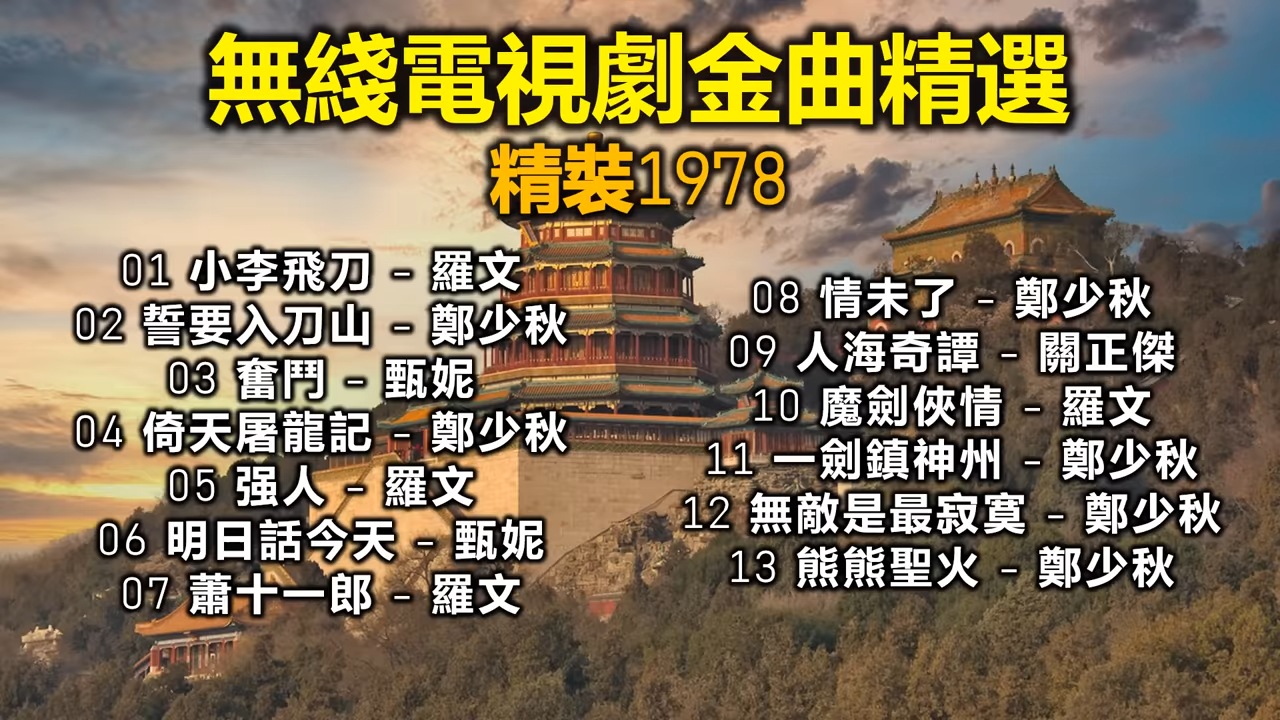 無綫電視劇金曲精選
精裝1978
01 小李飛刀 - 羅文
02 誓要入刀山 - 鄭少秋
03 奮鬥 - 甄妮
04 倚天屠龍記 - 鄭少秋
05 强人 - 羅文
06 明日話今天 - 甄妮
07 蕭十一郎 - 羅文
08 情未了 - 鄭少秋
09 人海奇譚 - 關正傑
10 魔劍俠情 - 羅文
11 一劍鎮神州 - 鄭少秋
12 無敵是最寂寞 - 鄭少秋
13 熊熊聖火 - 鄭少秋